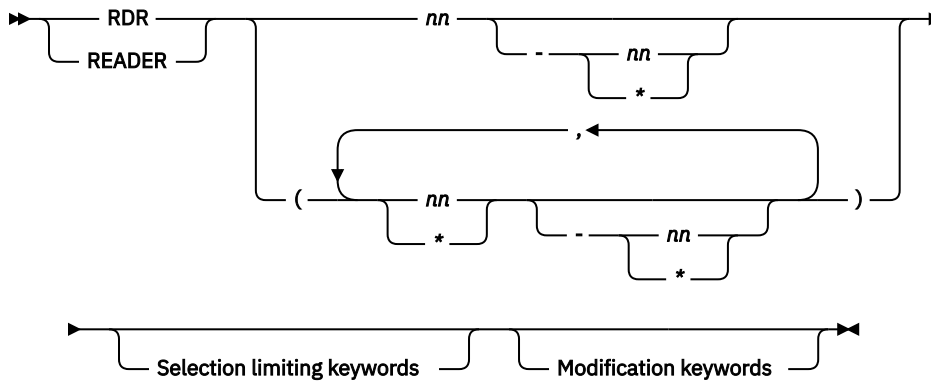 RDR nn
READER - nn
*
,
( nn )
* - nn
*
Selection limiting keywords Modification keywords